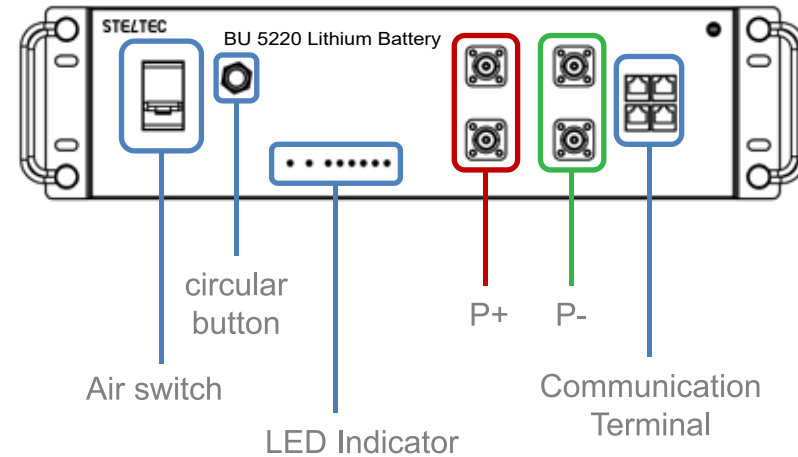 STELTEC
BU 5220 Lithium Battery
circular
button
P+
P-
Air switch
Communication
Terminal
LED Indicator